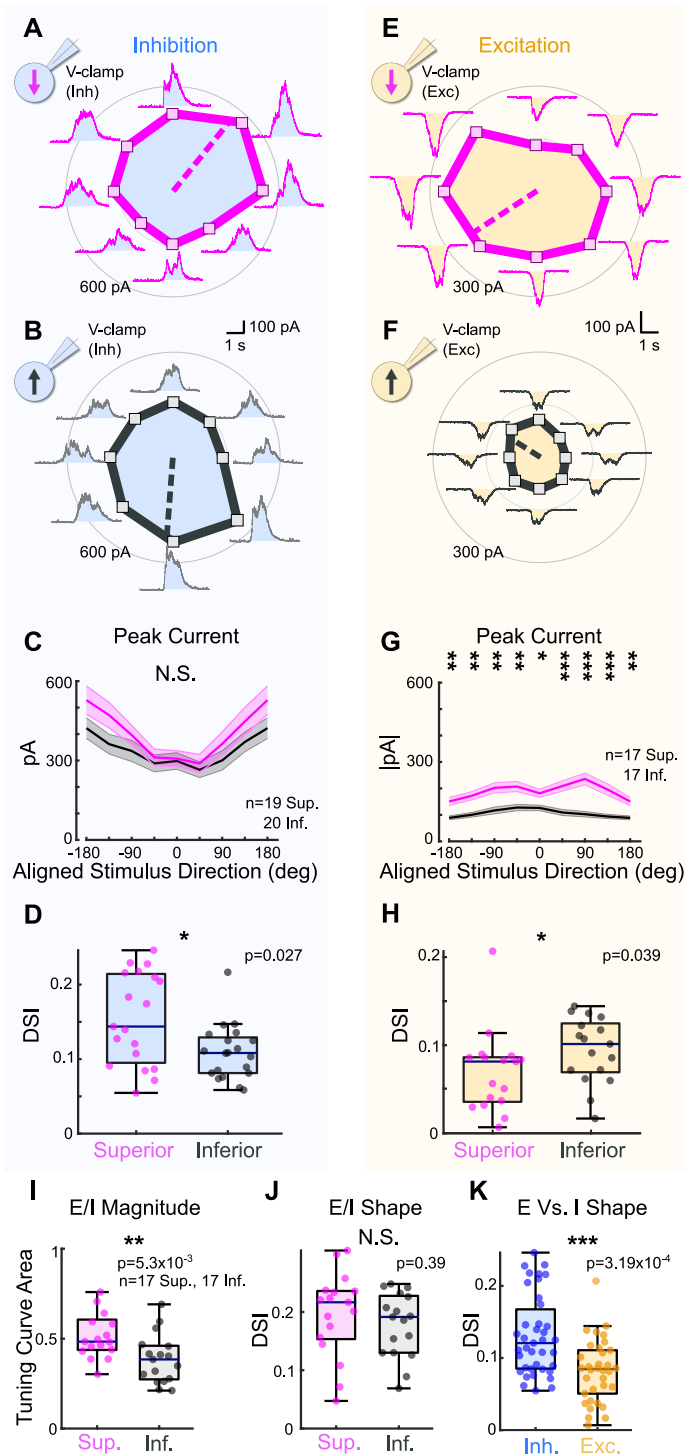 A
Inhibition
V-clamp
(Inh)
600 pA
B
V-clamp
(Inh)
100 pA
1 s
600 pA
C
Peak Current
N.S.
600
300
0
pA
n=19 Sup.
20 Inf.
-180
-90
0
90
180
Aligned Stimulus Direction (deg)
D
*
p=0.027
0.2
0.1
0
DSI
Superior
Inferior
E
Excitation
V-clamp
(Exc)
300 pA
F
V-clamp
(Exc)
100 pA
1 s
300 pA
G
Peak Current
** ** ** ** * *** **** *** **
600
300
0
|pA|
n=17 Sup.
17 Inf.
-180
-90
0
90
180
Aligned Stimulus Direction (deg)
H
*
p=0.039
0.2
0.1
0
DSI
Superior
Inferior
I
E/I Magnitude
**
p=5.3x10-3
n=17 Sup., 17 Inf.
1
0.5
0
Tuning Curve Area
Sup.
Inf.
J
E/I Shape
N.S.
p=0.39
0.3
0.2
0.1
0
DSI
Sup.
Inf.
K
E Vs. I Shape
***
p=3.19x10-4
0.2
0.1
0
DSI
Inh.
Exc.